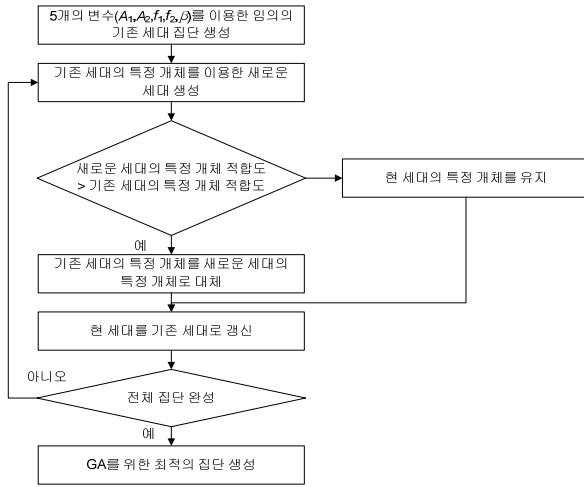 5개의 변수(A₁,A₂,f₁,f₂,β)를 이용한 임의의
기존 세대 집단 생성
기존 세대의 특정 개체를 이용한 새로운
세대 생성
새로운 세대의 특정 개체 적합도
> 기존 세대의 특정 개체 적합도
현 세대의 특정 개체를 유지
예
기존 세대의 특정 개체를 새로운 세대의
특정 개체로 대체
현 세대를 기존 세대로 갱신
아니오
전체 집단 완성
예
GA를 위한 최적의 집단 생성